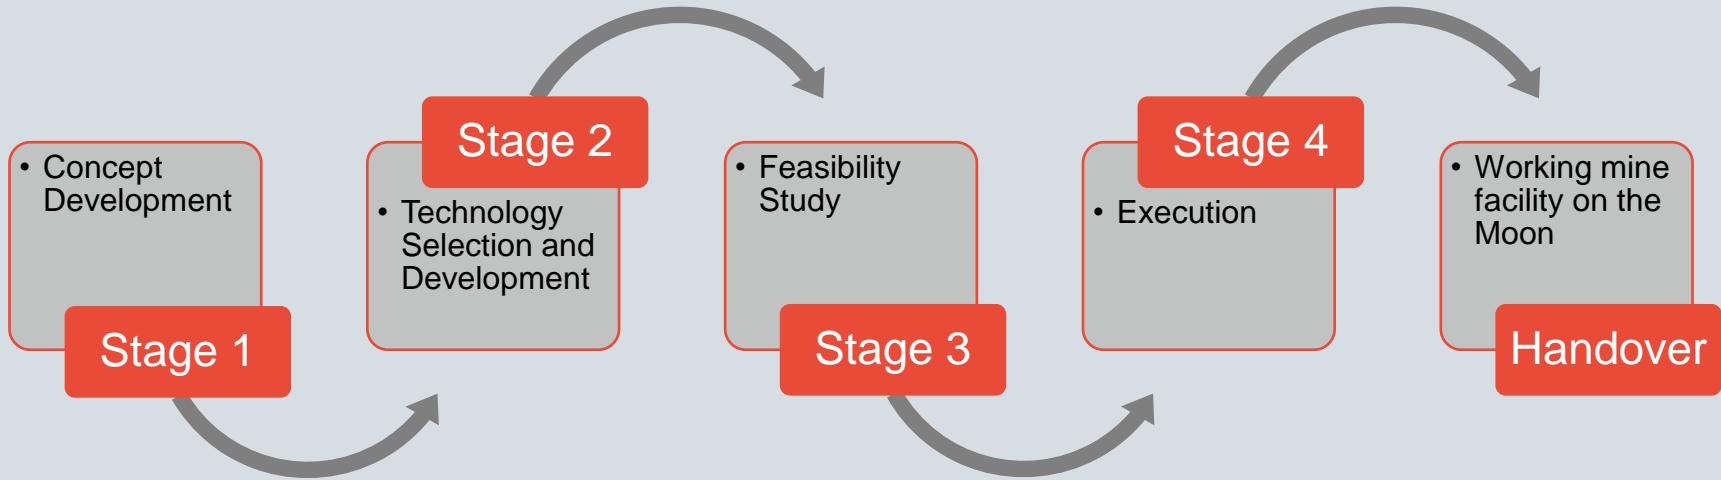 • Concept
Development
Stage 1
Stage 2
• Technology
Selection and
Development
• Feasibility
Study
Stage 3
Stage 4
• Execution
• Working mine
facility on the
Moon
Handover